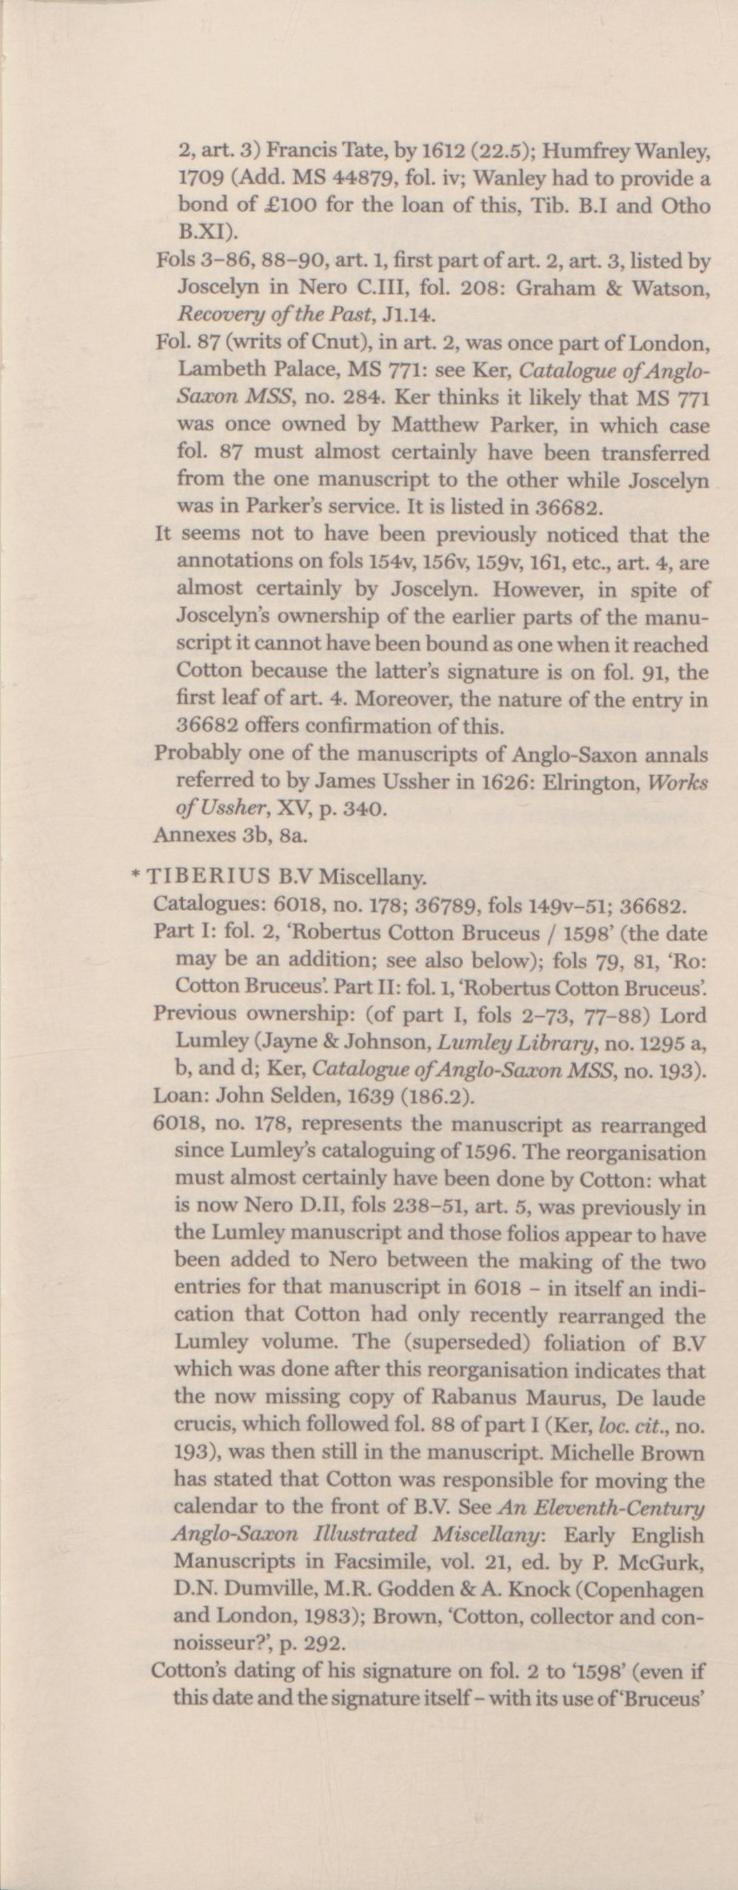 2, art. 3) Francis Tate, by 1612 (22.5); Humfrey Wanley,
1709 (Add. MS 44879, fol. iv; Wanley had to provide a
bond of £100 for the loan of this, Tib. B.I and Otho
B.XI).
Fols 3–86, 88–90, art. 1, first part of art. 2, art. 3, listed by
Joscelyn in Nero C.III, fol. 208: Graham & Watson,
Recovery of the Past, J1.14.
Fol. 87 (writs of Cnut), in art. 2, was once part of London,
Lambeth Palace, MS 771: see Ker, Catalogue of Anglo-
Saxon MSS, no. 284. Ker thinks it likely that MS 771
was once owned by Matthew Parker, in which case
fol. 87 must almost certainly have been transferred
from the one manuscript to the other while Joscelyn
was in Parker's service. It is listed in 36682.
It seems not to have been previously noticed that the
annotations on fols 154v, 156v, 159v, 161, etc., art. 4, are
almost certainly by Joscelyn. However, in spite of
Joscelyn's ownership of the earlier parts of the manu-
script it cannot have been bound as one when it reached
Cotton because the latter's signature is on fol. 91, the
first leaf of art. 4. Moreover, the nature of the entry in
36682 offers confirmation of this.
Probably one of the manuscripts of Anglo-Saxon annals
referred to by James Ussher in 1626: Elrington, Works
of Ussher, XV, p. 340.
Annexes 3b, 8a.
* TIBERIUS B.V Miscellany.
Catalogues: 6018, no. 178; 36789, fols 149v–51; 36682.
Part I: fol. 2, 'Robertus Cotton Bruceus / 1598' (the date
may be an addition; see also below); fols 79, 81, 'Ro:
Cotton Bruceus'. Part II: fol. 1, 'Robertus Cotton Bruceus'.
Previous ownership: (of part I, fols 2–73, 77–88) Lord
Lumley (Jayne & Johnson, Lumley Library, no. 1295 a,
b, and d; Ker, Catalogue of Anglo-Saxon MSS, no. 193).
Loan: John Selden, 1639 (186.2).
6018, no. 178, represents the manuscript as rearranged
since Lumley's cataloguing of 1596. The reorganisation
must almost certainly have been done by Cotton: what
is now Nero D.II, fols 238–51, art. 5, was previously in
the Lumley manuscript and those folios appear to have
been added to Nero between the making of the two
entries for that manuscript in 6018 – in itself an indi-
cation that Cotton had only recently rearranged the
Lumley volume. The (superseded) foliation of B.V
which was done after this reorganisation indicates that
the now missing copy of Rabanus Maurus, De laude
crucis, which followed fol. 88 of part I (Ker, loc. cit., no.
193), was then still in the manuscript. Michelle Brown
has stated that Cotton was responsible for moving the
calendar to the front of B.V. See An Eleventh-Century
Anglo-Saxon Illustrated Miscellany: Early English
Manuscripts in Facsimile, vol. 21, ed. by P. McGurk,
D.N. Dumville, M.R. Godden & A. Knock (Copenhagen
and London, 1983); Brown, 'Cotton, collector and con-
noisseur?', p. 292.
Cotton's dating of his signature on fol. 2 to '1598' (even if
this date and the signature itself – with its use of 'Bruceus'